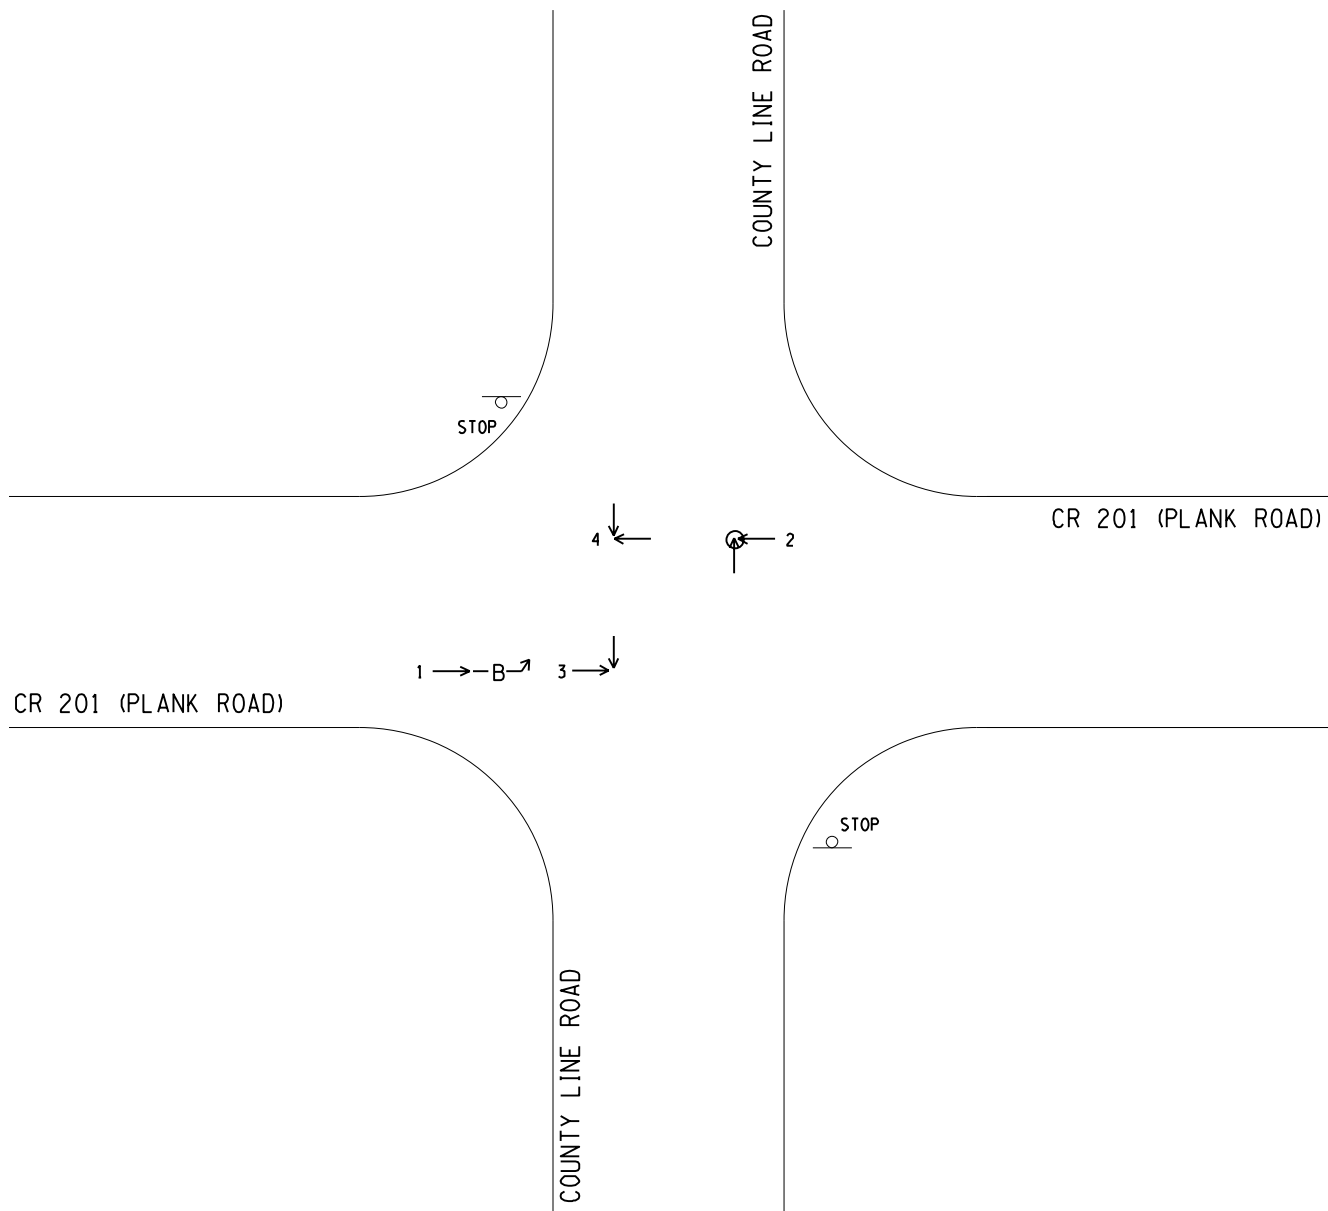 COUNTY LINE ROAD
STOP
CR 201 (PLANK ROAD)
4
2
1 B 3
CR 201 (PLANK ROAD)
STOP
COUNTY LINE ROAD